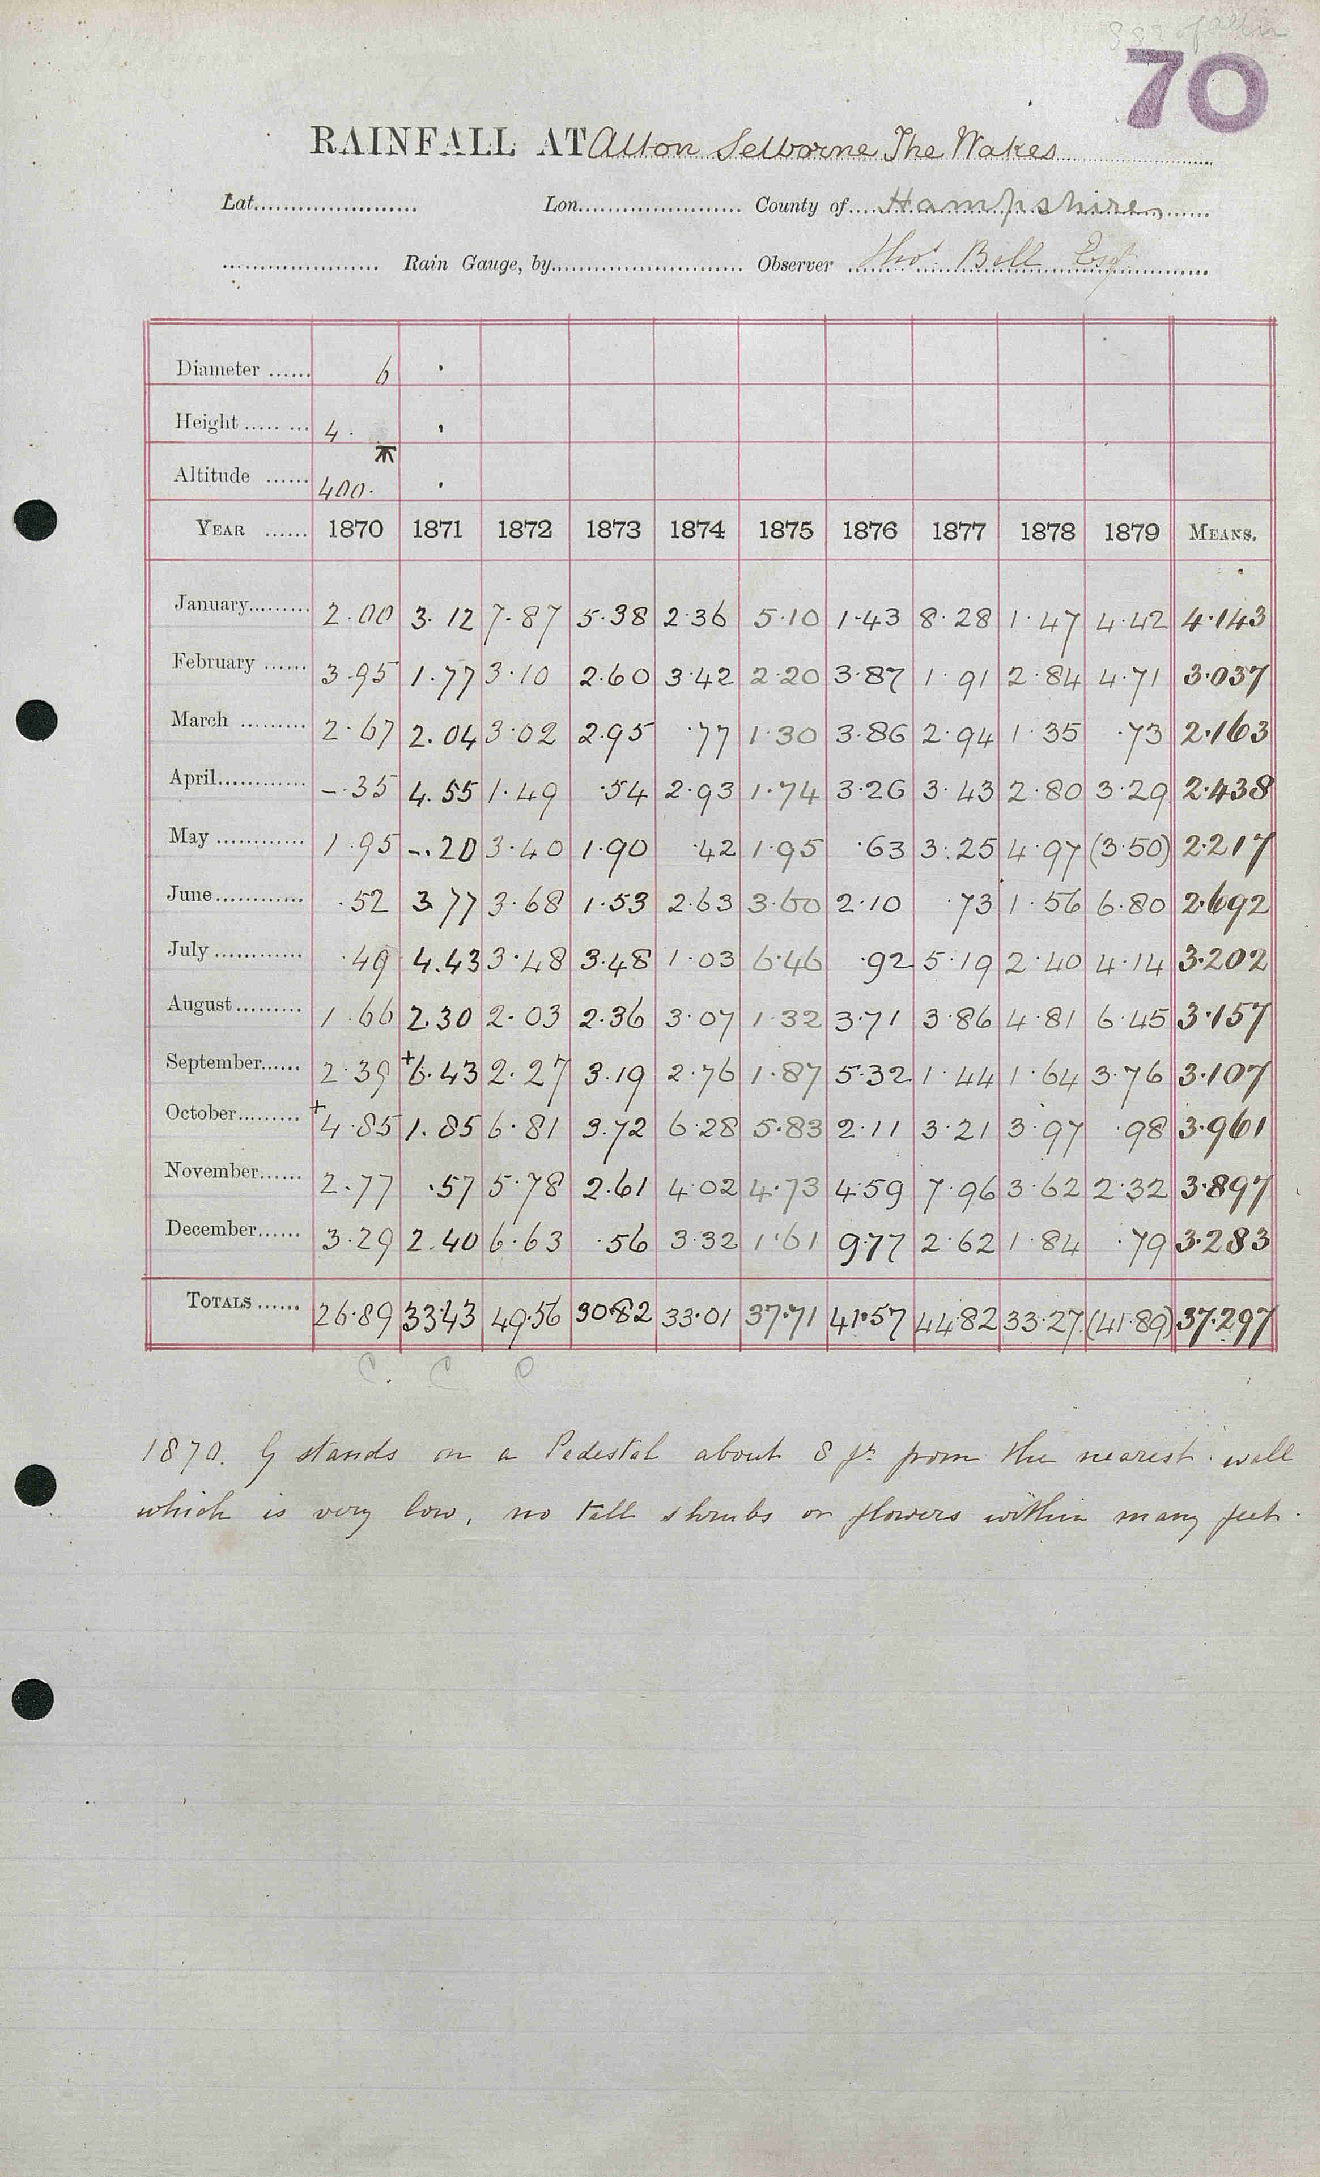 70
RAINFALL AT Alton Selborne The Wakes
Lat. Lon. County of Hampshire
Rain Gauge, by Observer Thos Bell Esqr
Diameter 6
Height 4
Altitude 400
YEAR 1870 1871 1872 1873 1874 1875 1876 1877 1878 1879 MEANS.
January 2.00 3.12 7.87 5.38 2.36 5.10 1.43 8.28 1.47 4.42 4.143
February 3.95 1.77 3.10 2.60 3.42 2.20 3.87 1.91 2.84 4.71 3.037
March 2.67 2.04 3.02 2.95 .77 1.30 3.86 2.94 1.35 .73 2.163
April -.35 4.55 1.49 .54 2.93 1.74 3.26 3.43 2.80 3.29 2.438
May 1.95 -.20 3.40 1.90 .42 1.95 .63 3.25 4.97 (3.50) 2.217
June .52 3.77 3.68 1.53 2.63 3.60 2.10 .73 1.56 6.80 2.692
July .49 4.43 3.48 3.48 1.03 6.46 .92 5.19 2.40 4.14 3.202
August 1.66 2.30 2.03 2.36 3.07 1.32 3.71 3.86 4.81 6.45 3.157
September 2.39 +6.43 2.27 3.19 2.76 1.87 5.32 1.44 1.64 3.76 3.107
October +4.85 1.85 6.81 3.72 6.28 5.83 2.11 3.21 3.97 .98 3.961
November 2.77 .57 5.78 2.61 4.02 4.73 4.59 7.96 3.62 2.32 3.897
December 3.29 2.40 6.63 .56 3.32 1.61 9.77 2.62 1.84 .79 3.283
TOTALS 26.89 33.43 49.56 30.82 33.01 37.71 41.57 44.82 33.27 (41.89) 37.297
C. C
1870. G stands on a Pedestal about 8 ft from the nearest wall
which is very low, no tall shrubs or flowers within many feet.